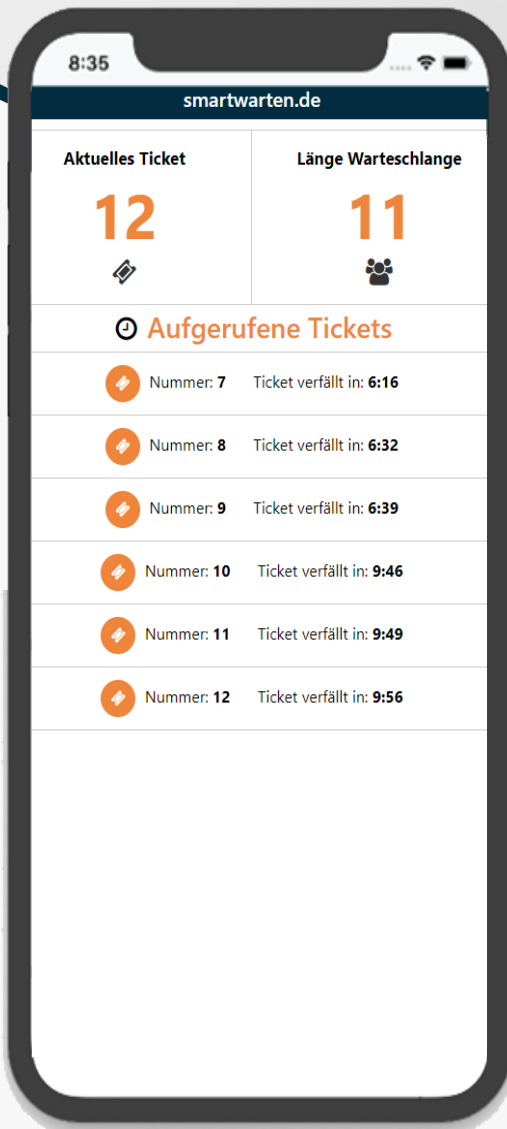 8:35
smartwarten.de
Aktuelles Ticket
Länge Warteschlange
12
11
Aufgerufene Tickets
Nummer: 7 Ticket verfällt in: 6:16
Nummer: 8 Ticket verfällt in: 6:32
Nummer: 9 Ticket verfällt in: 6:39
Nummer: 10 Ticket verfällt in: 9:46
Nummer: 11 Ticket verfällt in: 9:49
Nummer: 12 Ticket verfällt in: 9:56